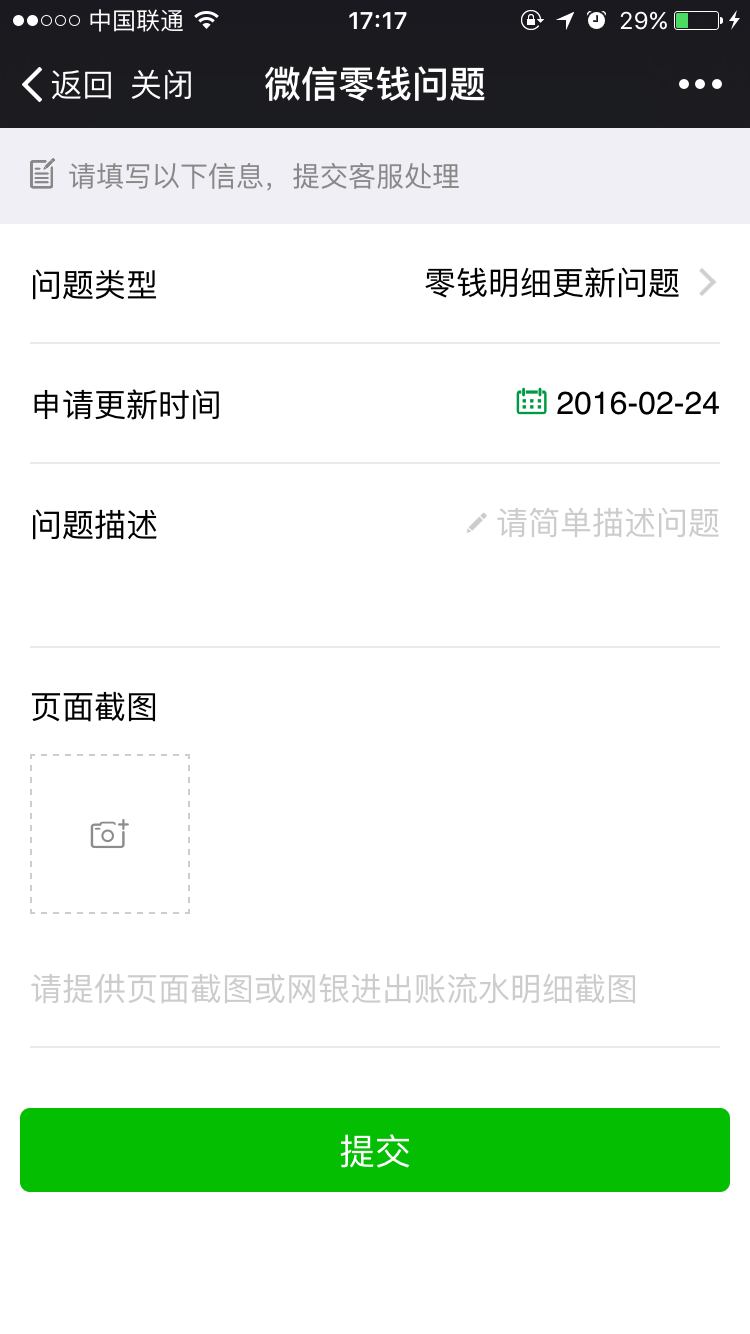 中国联通 17:17 29%
返回 关闭 微信零钱问题
请填写以下信息，提交客服处理
问题类型 零钱明细更新问题
申请更新时间 2016-02-24
问题描述 请简单描述问题
页面截图
请提供页面截图或网银进出账流水明细截图
提交